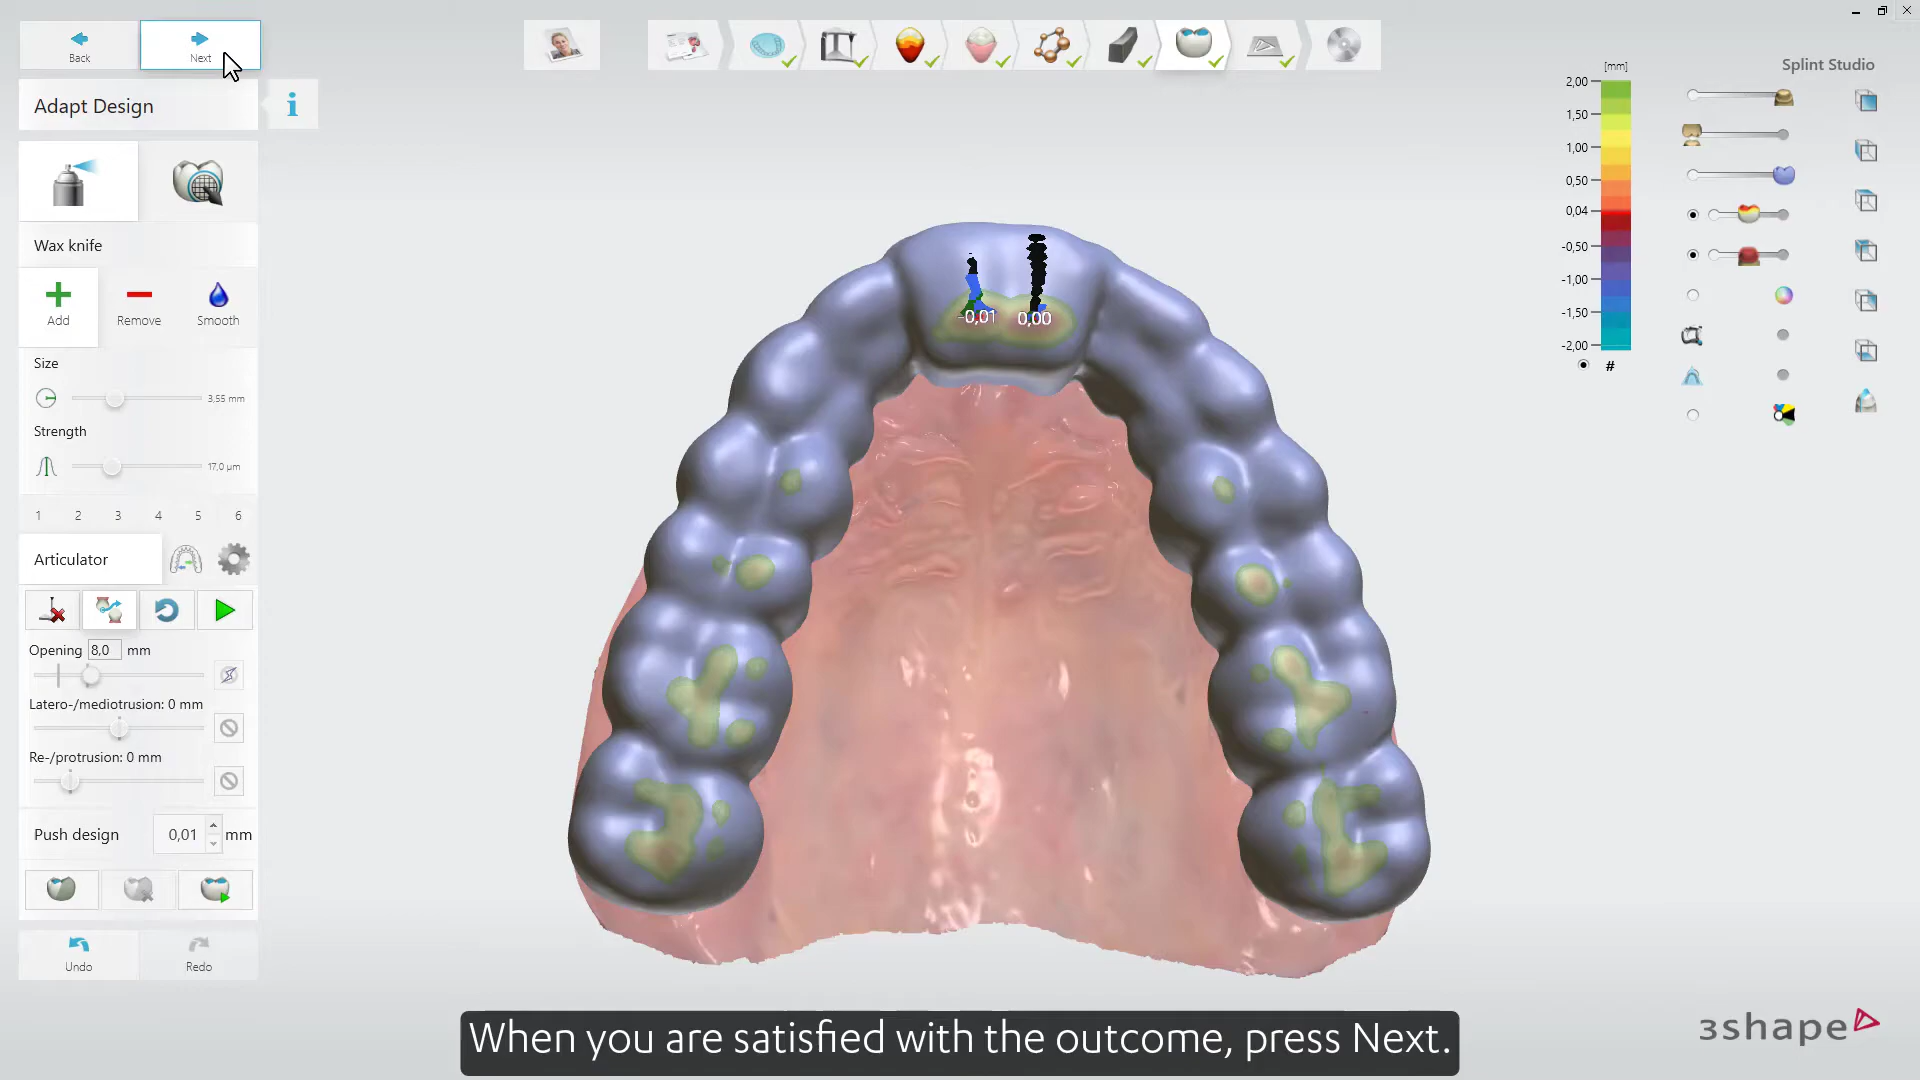 Back
Next
Adapt Design
i
Wax knife
Add
Remove
Smooth
Size
3,55 mm
Strength
17,0 µm
1 2 3 4 5 6
Articulator
Opening 8,0 mm
Latero-/mediotrusion: 0 mm
Re-/protrusion: 0 mm
Push design 0,01 mm
Undo
Redo
-0,01 0,00
Splint Studio
[mm]
2,00
1,50
1,00
0,50
0,04
-0,50
-1,00
-1,50
-2,00
#
When you are satisfied with the outcome, press Next.
3shape